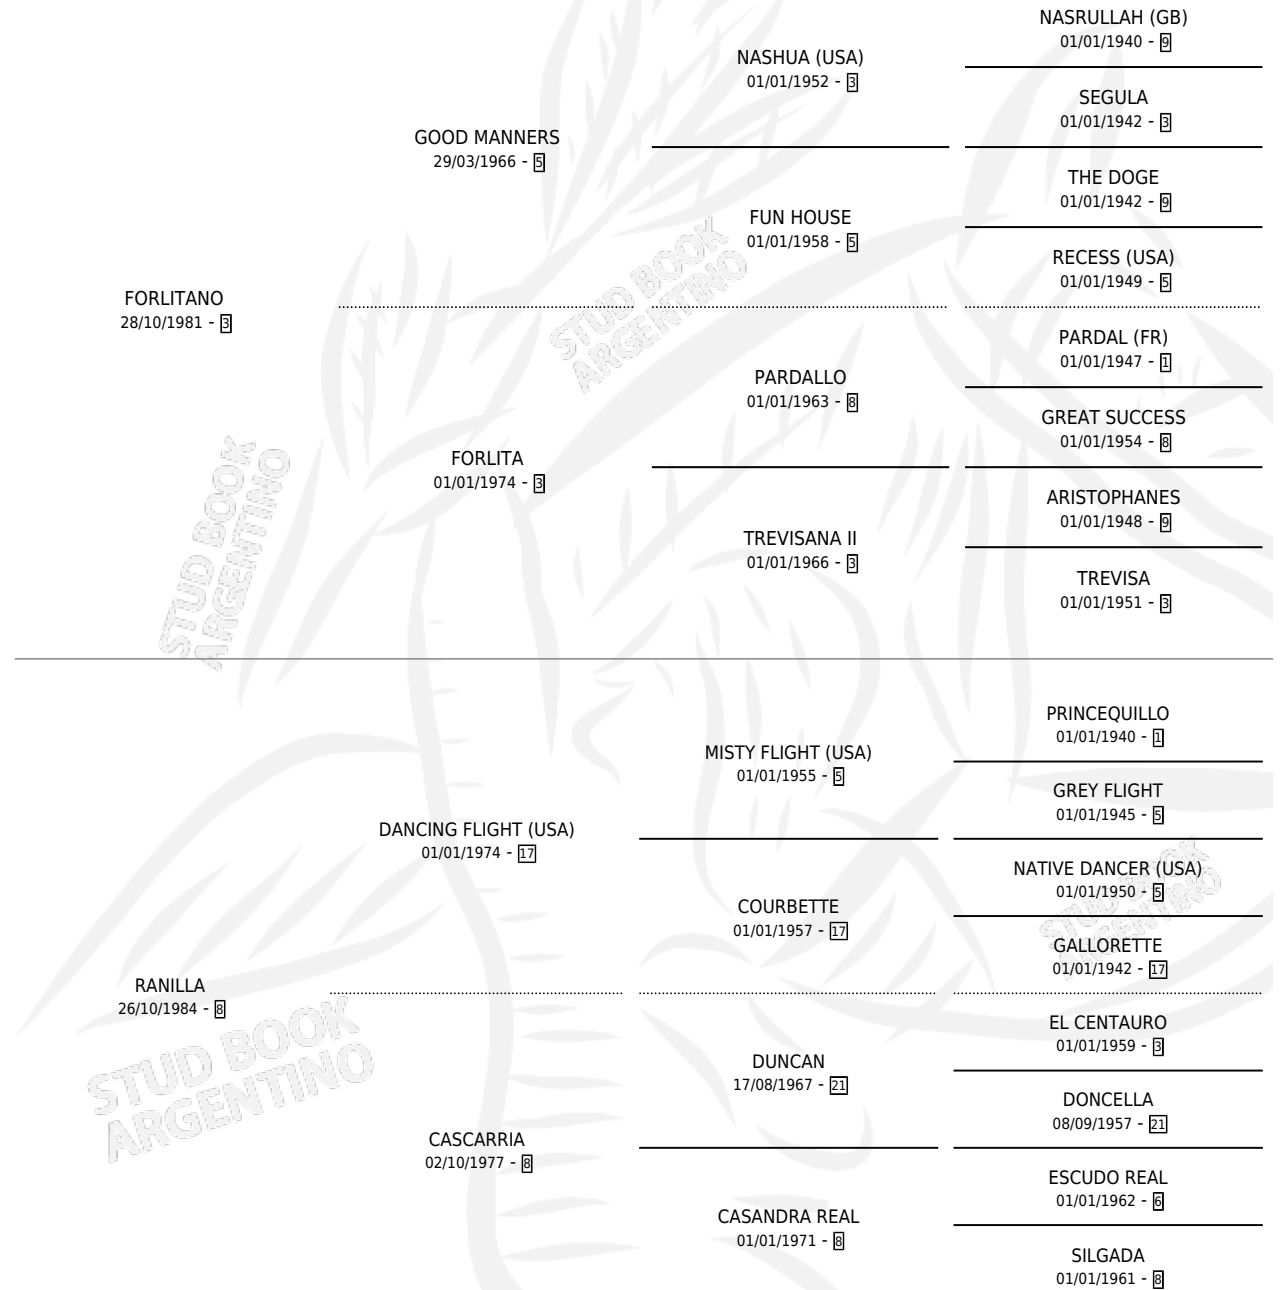 NASRULLAH (GB)
01/01/1940 - 9
NASHUA (USA)
01/01/1952 - 3
SEGULA
01/01/1942 - 3
GOOD MANNERS
29/03/1966 - 5
THE DOGE
01/01/1942 - 9
FUN HOUSE
01/01/1958 - 5
RECESS (USA)
01/01/1949 - 5
FORLITANO
28/10/1981 - 3
PARDAL (FR)
01/01/1947 - 1
PARDALLO
01/01/1963 - 8
GREAT SUCCESS
01/01/1954 - 8
FORLITA
01/01/1974 - 3
ARISTOPHANES
01/01/1948 - 9
TREVISANA II
01/01/1966 - 3
TREVISA
01/01/1951 - 3
STUD BOOK
ARGENTINO
STUD BOOK
ARGENTINO
PRINCEQUILLO
01/01/1940 - 1
MISTY FLIGHT (USA)
01/01/1955 - 5
GREY FLIGHT
01/01/1945 - 5
DANCING FLIGHT (USA)
01/01/1974 - 17
NATIVE DANCER (USA)
01/01/1950 - 5
COURBETTE
01/01/1957 - 17
GALLORETTE
01/01/1942 - 17
RANILLA
26/10/1984 - 8
EL CENTAURO
01/01/1959 - 3
DUNCAN
17/08/1967 - 21
DONCELLA
08/09/1957 - 21
CASCARRIA
02/10/1977 - 8
ESCUDO REAL
01/01/1962 - 6
CASANDRA REAL
01/01/1971 - 8
SILGADA
01/01/1961 - 8
STUD BOOK
ARGENTINO
STUD BOOK
ARGENTINO